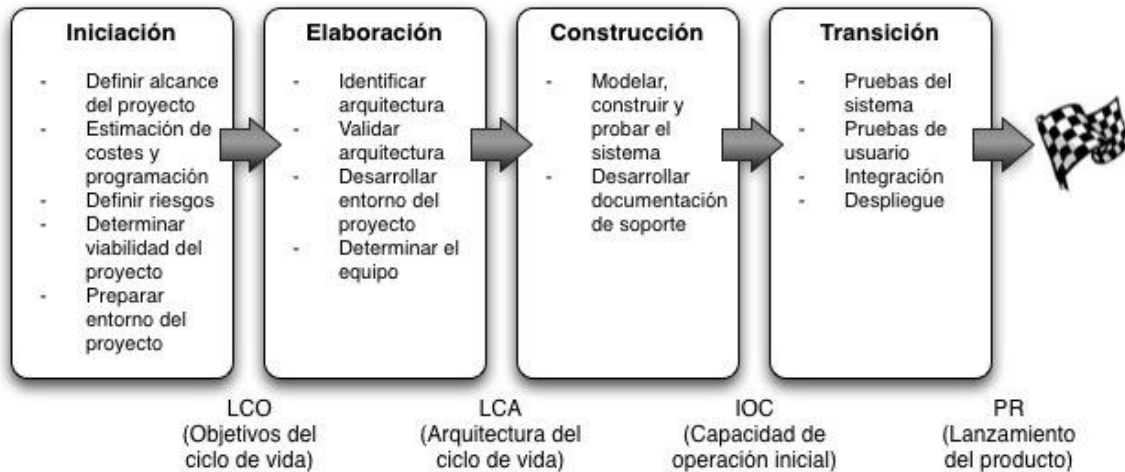 Iniciación
- Definir alcance
del proyecto
- Estimación de
costes y
programación
- Definir riesgos
- Determinar
viabilidad del
proyecto
- Preparar
entorno del
proyecto
Elaboración
- Identificar
arquitectura
- Validar
arquitectura
- Desarrollar
entorno del
proyecto
- Determinar el
equipo
Construcción
- Modelar,
construir y
probar el
sistema
- Desarrollar
documentación
de soporte
Transición
- Pruebas del
sistema
- Pruebas de
usuario
- Integración
- Despliegue
LCO
(Objetivos del
ciclo de vida)
LCA
(Arquitectura del
ciclo de vida)
IOC
(Capacidad de
operación inicial)
PR
(Lanzamiento
del producto)